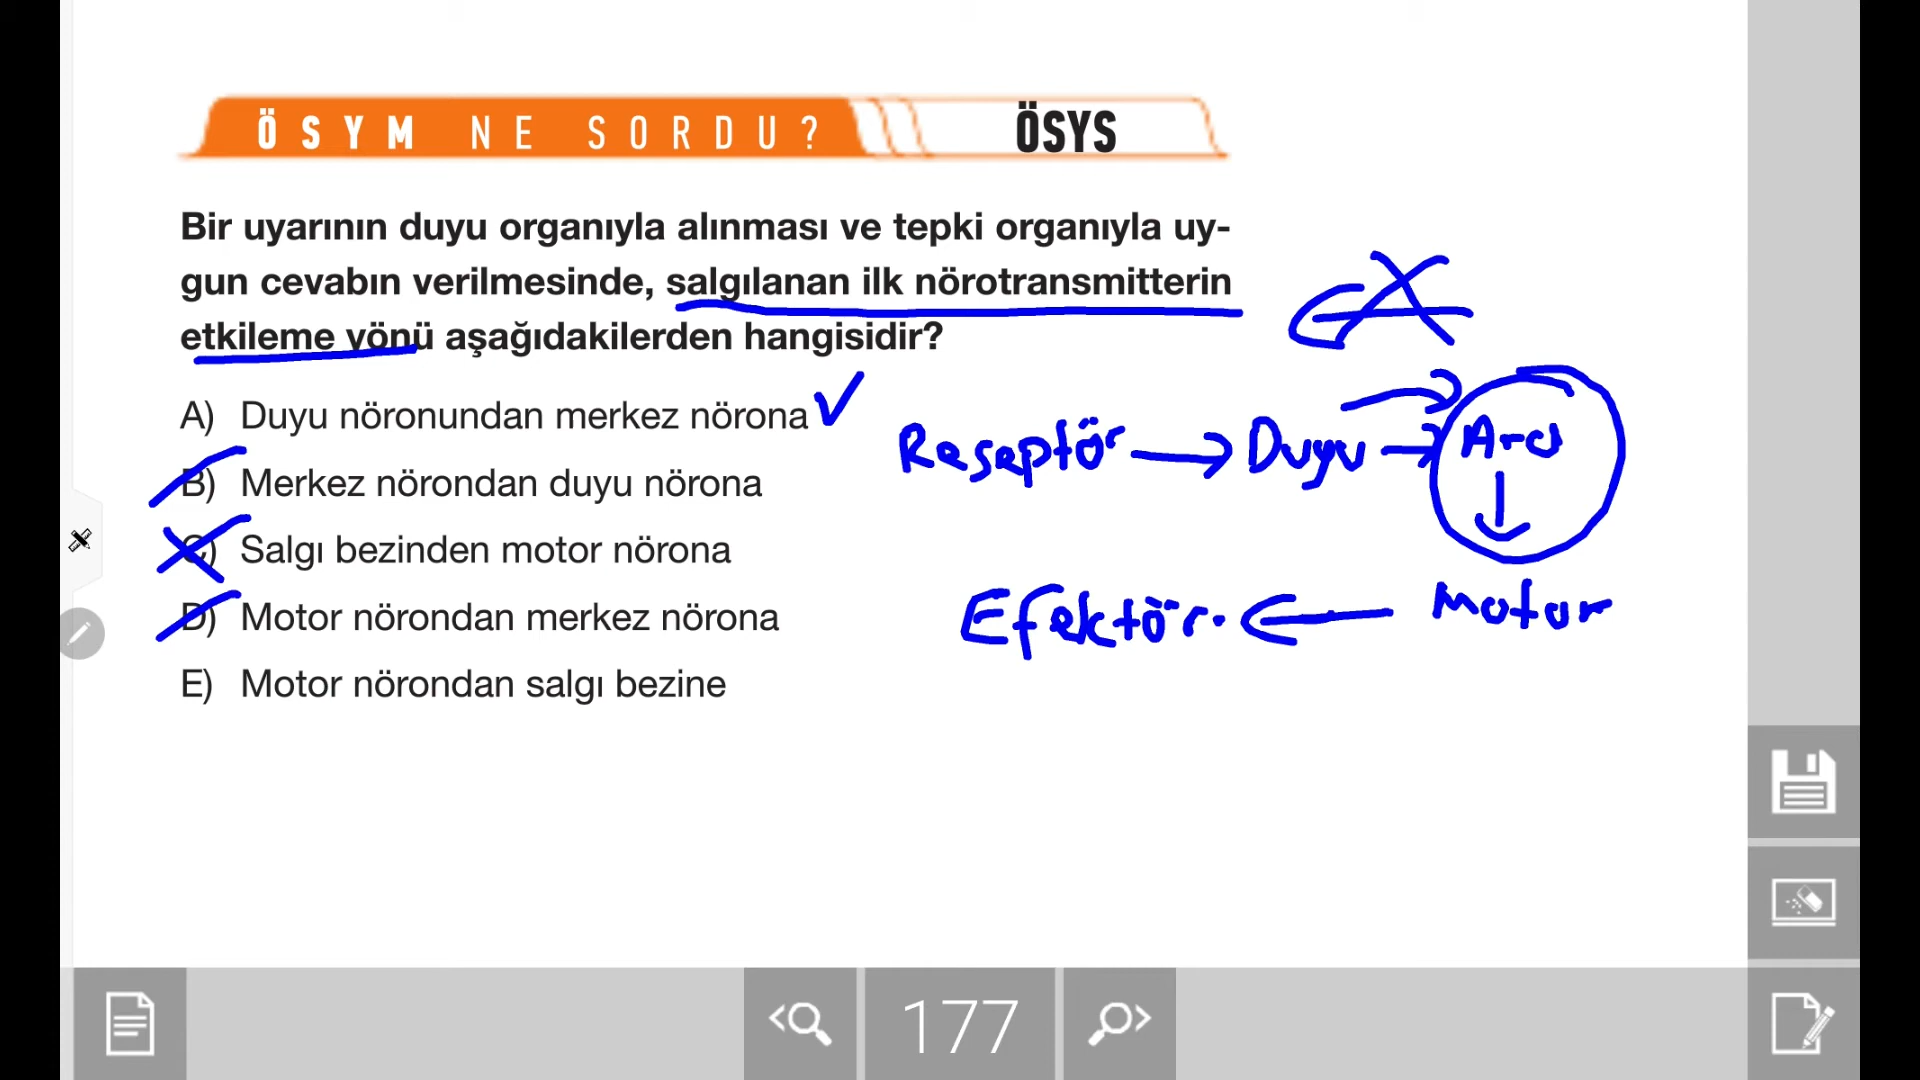 ÖSYM NE SORDU? ÖSYS
Bir uyarının duyu organıyla alınması ve tepki organıyla uy-
gun cevabın verilmesinde, salgılanan ilk nörotransmitterin
etkileme yönü aşağıdakilerden hangisidir?
A) Duyu nöronundan merkez nörona
B) Merkez nörondan duyu nörona
C) Salgı bezinden motor nörona
D) Motor nörondan merkez nörona
E) Motor nörondan salgı bezine
Reseptör → Duyu → Ara
↓
Efektör. ← Motor
177